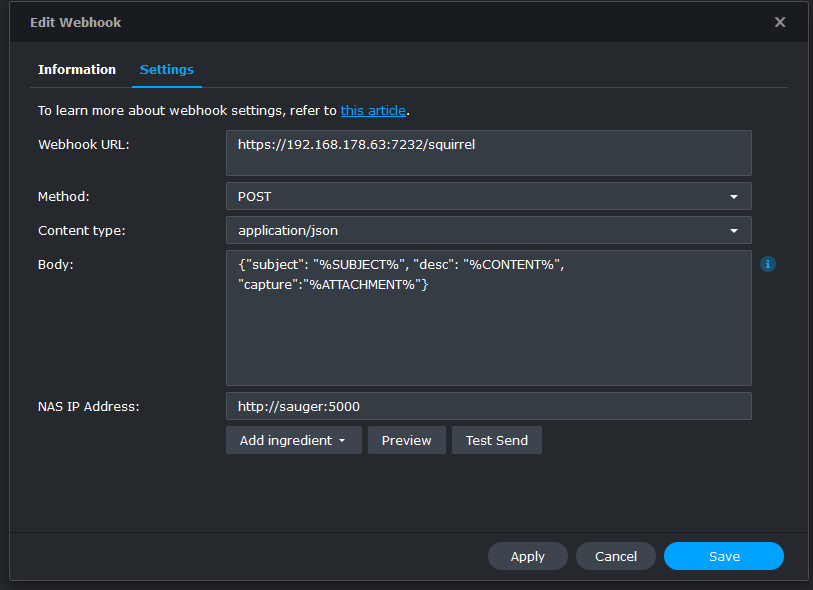 Edit Webhook
Information Settings
To learn more about webhook settings, refer to this article.
Webhook URL: https://192.168.178.63:7232/squirrel
Method: POST
Content type: application/json
Body: {"subject": "%SUBJECT%", "desc": "%CONTENT%",
"capture":"%ATTACHMENT%"}
NAS IP Address: http://sauger:5000
Add ingredient Preview Test Send
Apply Cancel Save